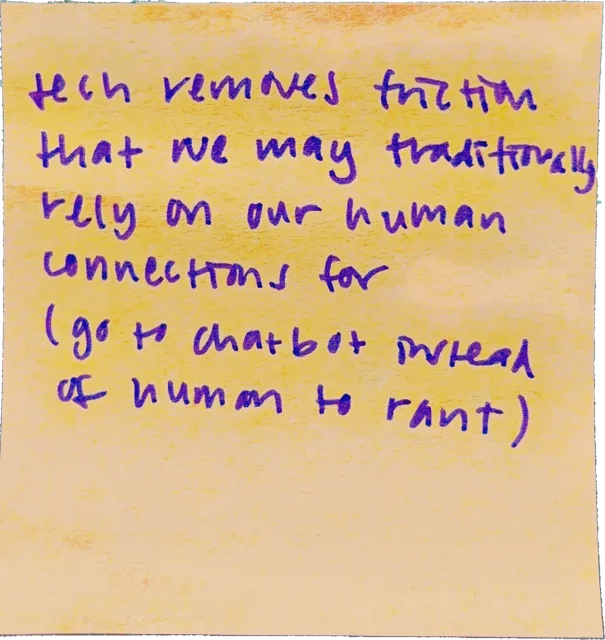 tech removes friction
that we may traditionally
rely on our human
connections for
(go to chatbot instead
of human to rant)